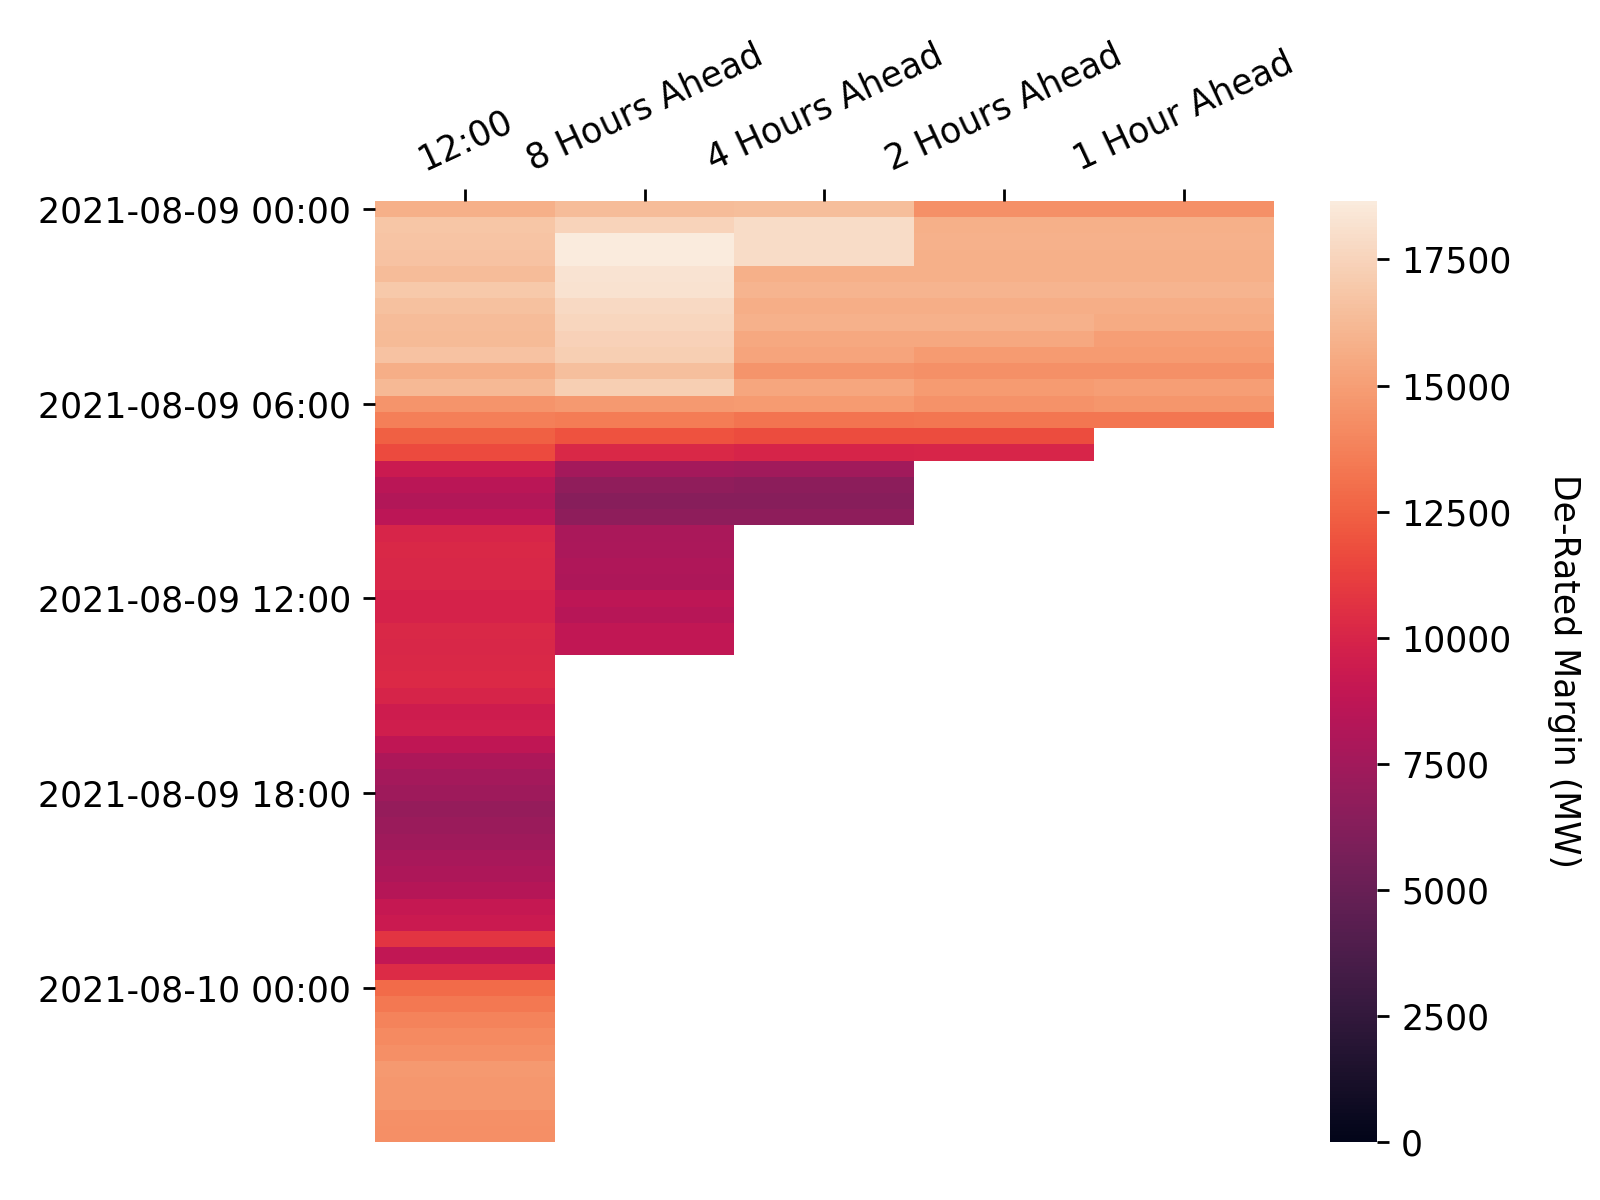 12:00
8 Hours Ahead
4 Hours Ahead
2 Hours Ahead
1 Hour Ahead
2021-08-09 00:00
2021-08-09 06:00
2021-08-09 12:00
2021-08-09 18:00
2021-08-10 00:00
17500
15000
12500
10000
7500
5000
2500
0
De-Rated Margin (MW)